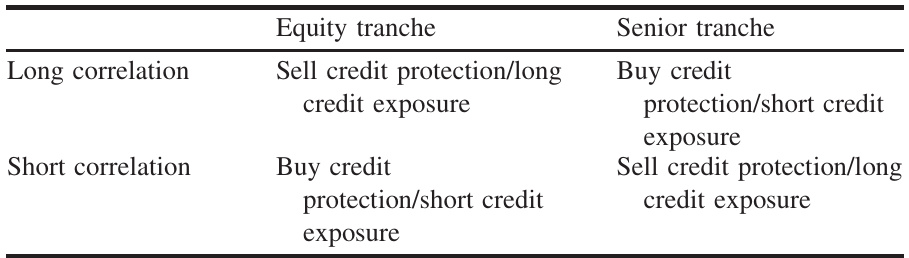 Equity tranche Senior tranche
Long correlation Sell credit protection/long Buy credit
credit exposure protection/short credit
exposure
Short correlation Buy credit Sell credit protection/long
protection/short credit credit exposure
exposure